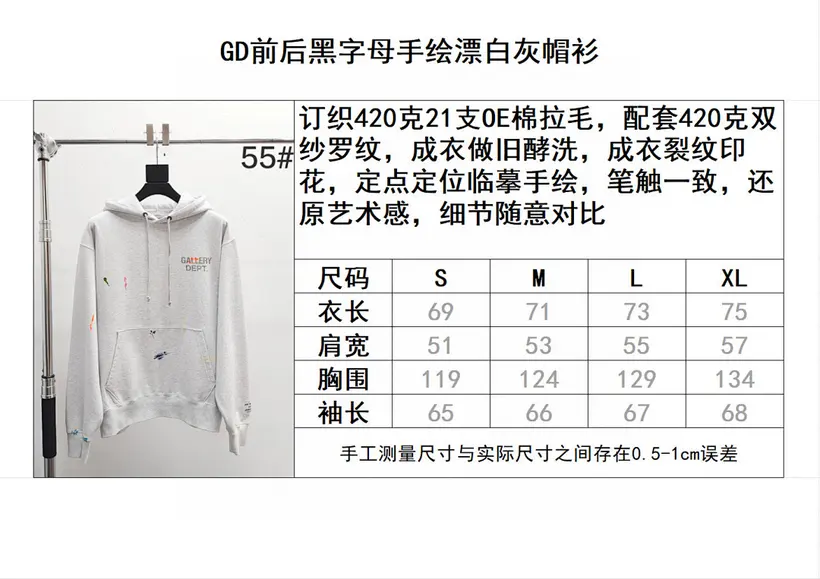 GD前后黑字母手绘漂白灰帽衫
55#
GALLERY
DEPT.
订织420克21支OE棉拉毛，配套420克双
纱罗纹，成衣做旧酵洗，成衣裂纹印
花，定点定位临摹手绘，笔触一致，还
原艺术感，细节随意对比
尺码 S M L XL
衣长 69 71 73 75
肩宽 51 53 55 57
胸围 119 124 129 134
袖长 65 66 67 68
手工测量尺寸与实际尺寸之间存在0.5-1cm误差